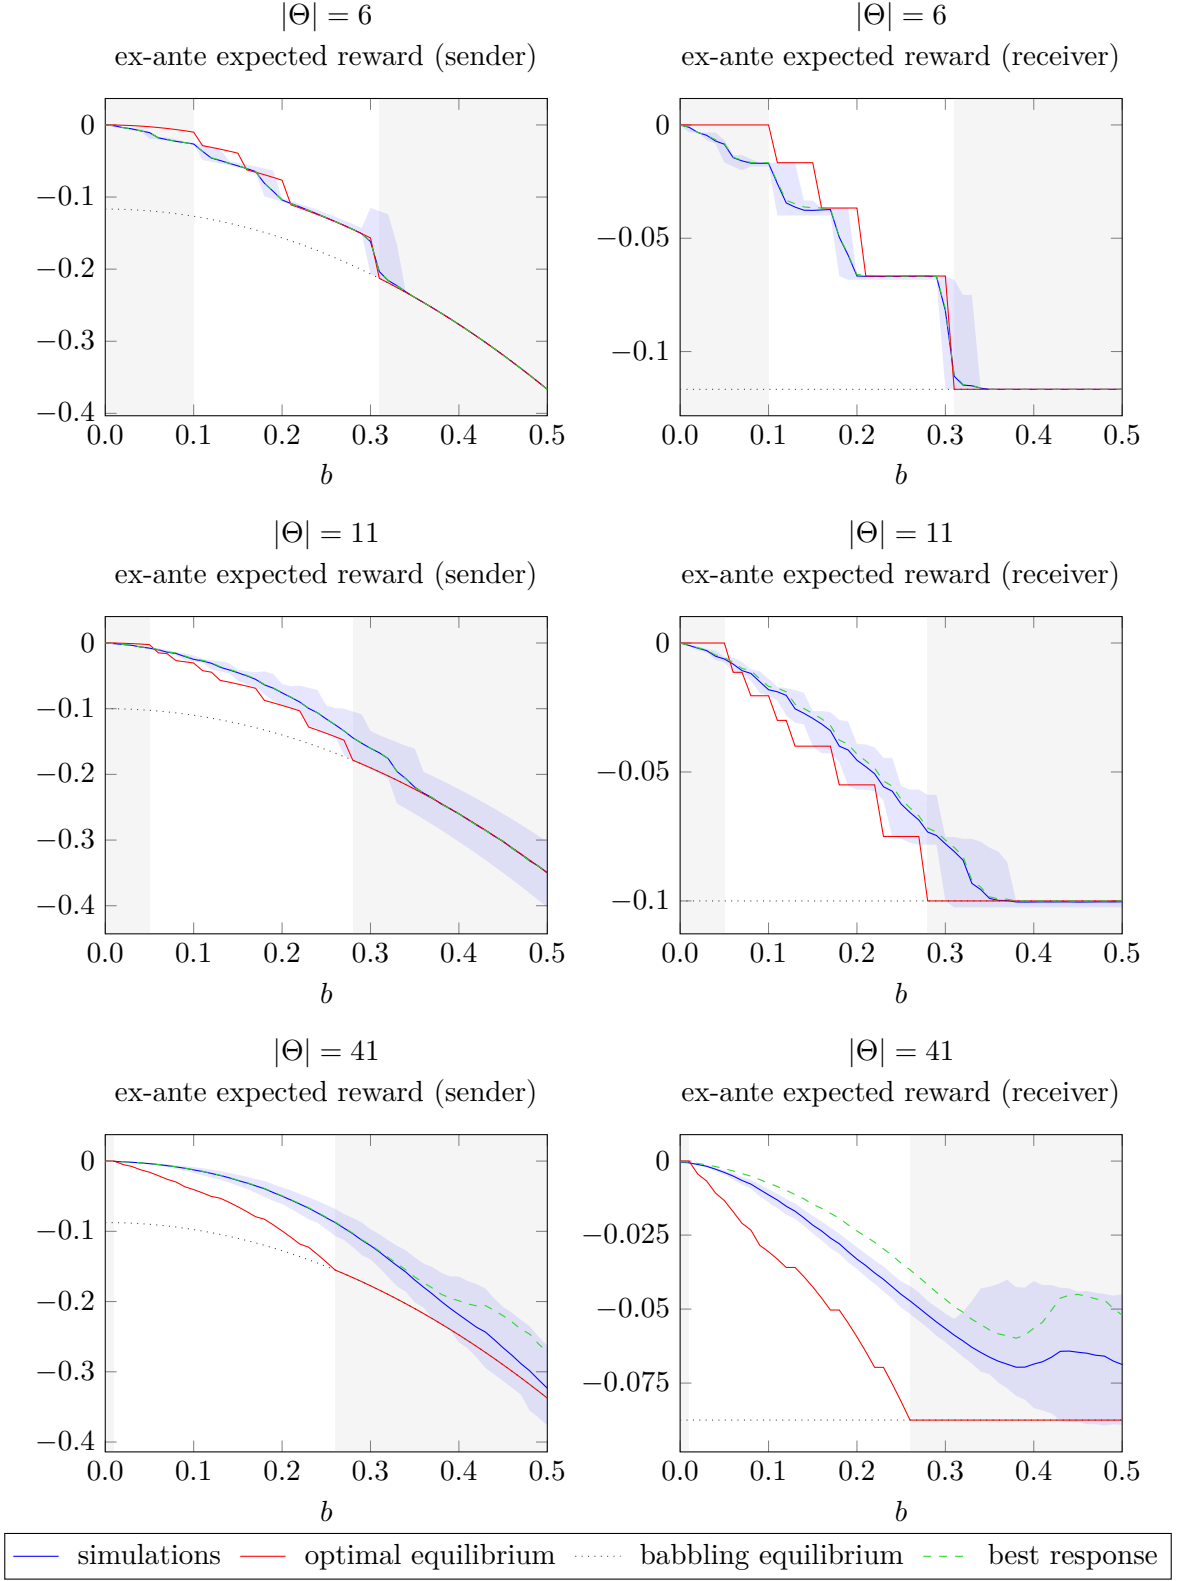 |Θ| = 6
ex-ante expected reward (sender)
0
−0.1
−0.2
−0.3
−0.4
0.0 0.1 0.2 0.3 0.4 0.5
b
|Θ| = 6
ex-ante expected reward (receiver)
0
−0.05
−0.1
0.0 0.1 0.2 0.3 0.4 0.5
b
|Θ| = 11
ex-ante expected reward (sender)
0
−0.1
−0.2
−0.3
−0.4
0.0 0.1 0.2 0.3 0.4 0.5
b
|Θ| = 11
ex-ante expected reward (receiver)
0
−0.05
−0.1
0.0 0.1 0.2 0.3 0.4 0.5
b
|Θ| = 41
ex-ante expected reward (sender)
0
−0.1
−0.2
−0.3
−0.4
0.0 0.1 0.2 0.3 0.4 0.5
b
|Θ| = 41
ex-ante expected reward (receiver)
0
−0.025
−0.05
−0.075
0.0 0.1 0.2 0.3 0.4 0.5
b
simulations optimal equilibrium babbling equilibrium best response